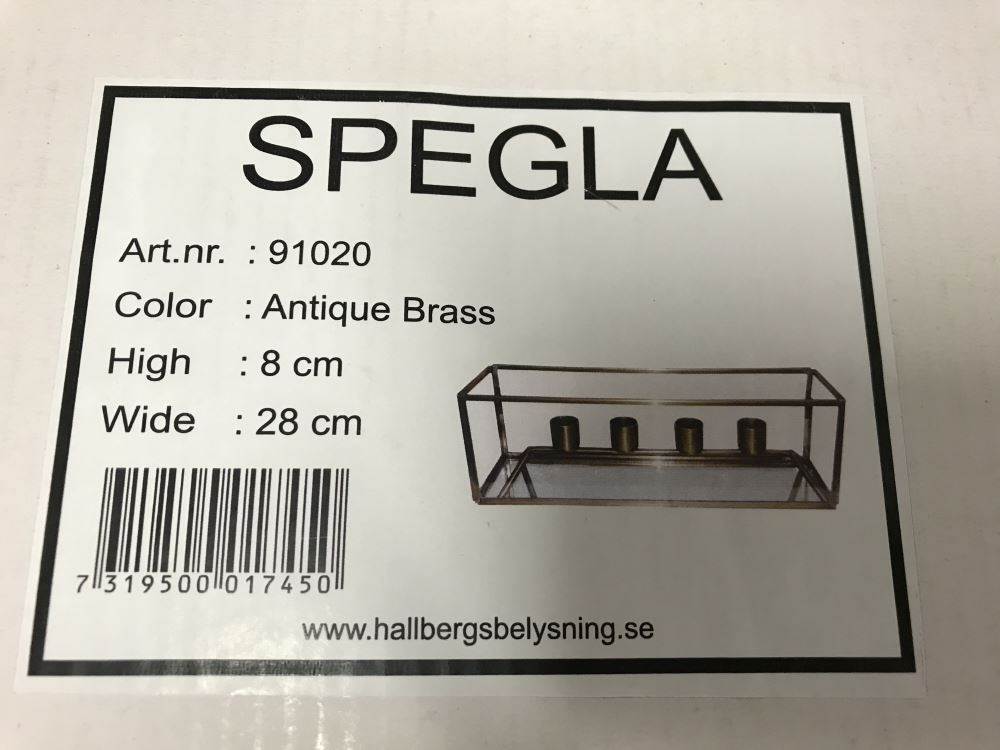 SPEGLA
Art.nr. : 91020
Color : Antique Brass
High : 8 cm
Wide : 28 cm
7 319500 017450
www.hallbergsbelysning.se